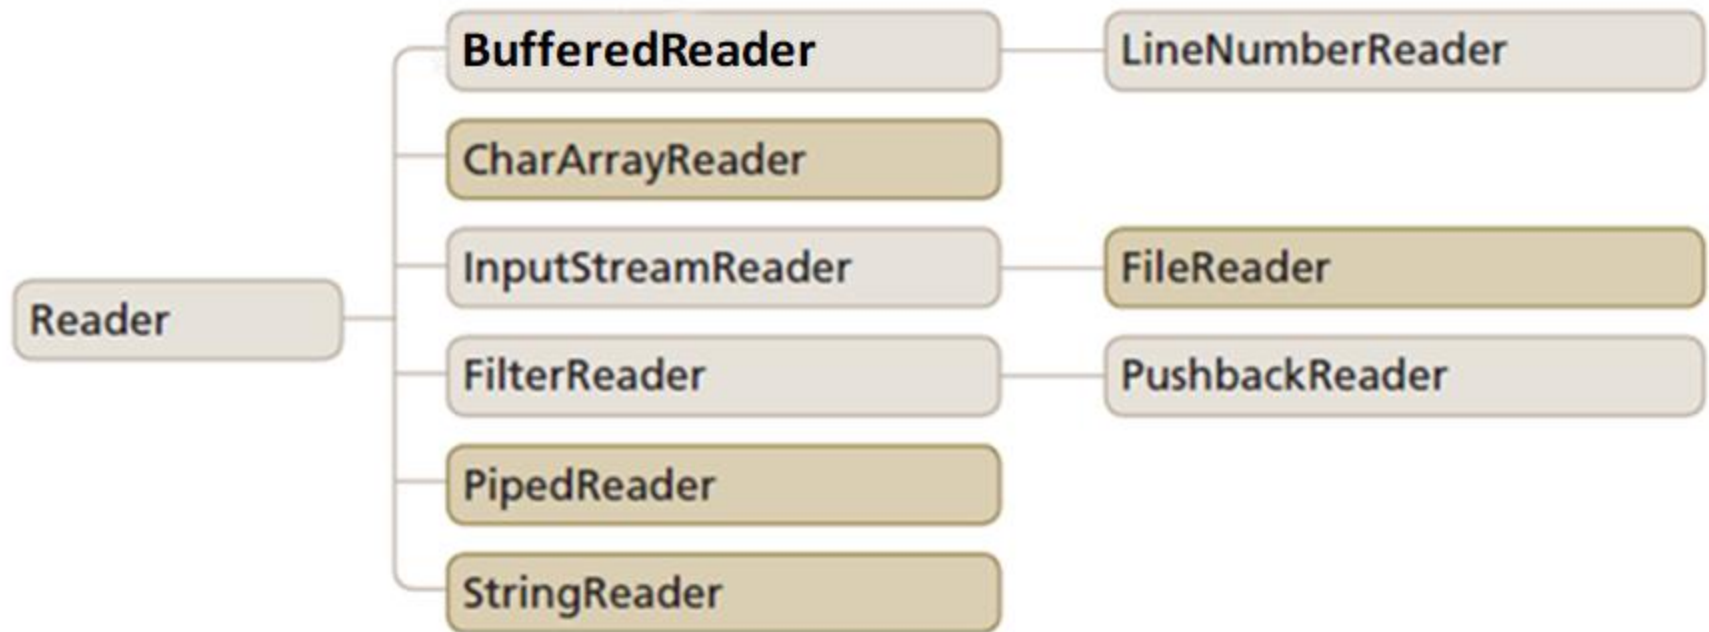 BufferedReader
LineNumberReader
CharArrayReader
InputStreamReader
FileReader
Reader
FilterReader
PushbackReader
PipedReader
StringReader